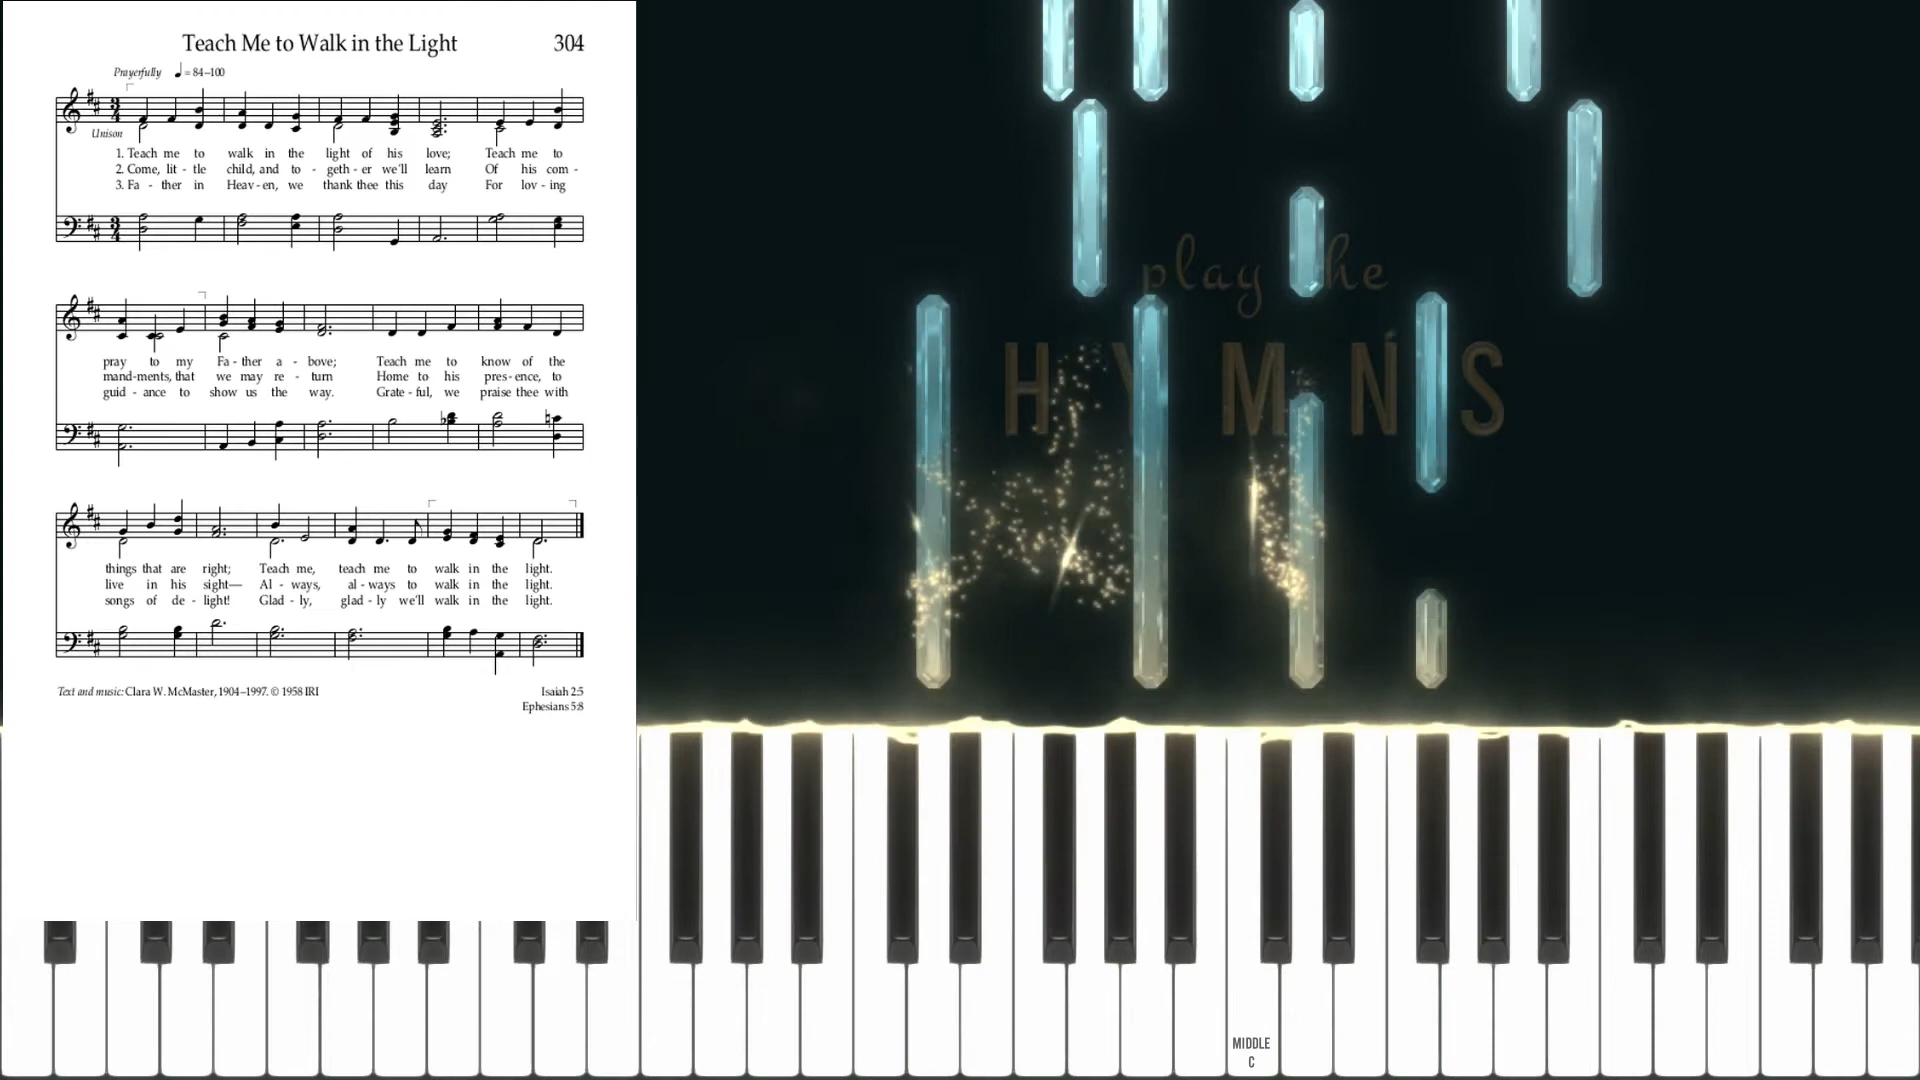 Teach Me to Walk in the Light 304
Prayerfully ♩ = 84–100
Unison
1. Teach me to walk in the light of his love; Teach me to
2. Come, lit - tle child, and to - geth - er we'll learn Of his com -
3. Fa - ther in Heav - en, we thank thee this day For lov - ing
pray to my Fa - ther a - bove; Teach me to know of the
mand-ments, that we may re - turn Home to his pres - ence, to
guid - ance to show us the way. Grate - ful, we praise thee with
things that are right; Teach me, teach me to walk in the light.
live in his sight— Al - ways, al - ways to walk in the light.
songs of de - light! Glad - ly, glad - ly we'll walk in the light.
Text and music: Clara W. McMaster, 1904–1997. © 1958 IRI
Isaiah 2:5
Ephesians 5:8
play the
HYMNS
MIDDLE
C